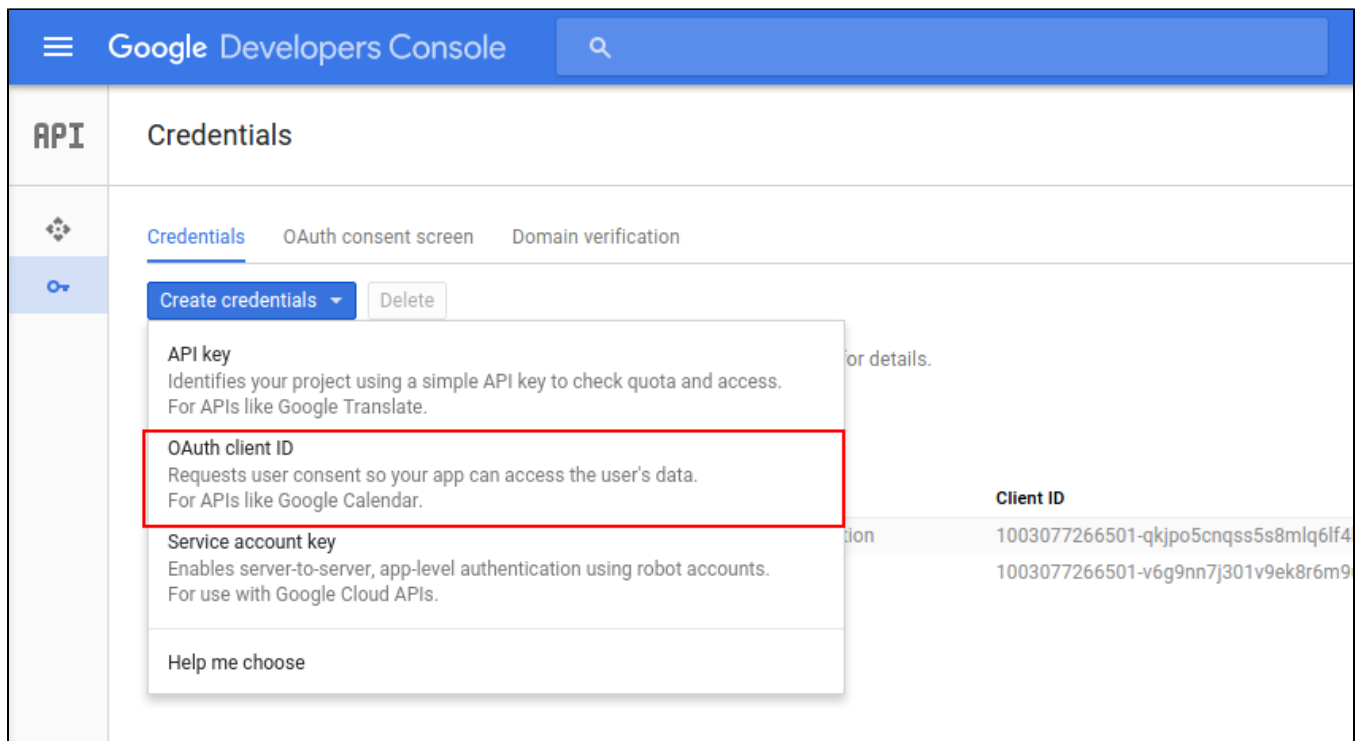 Google Developers Console
API
Credentials
Credentials OAuth consent screen Domain verification
Create credentials Delete
API key
Identifies your project using a simple API key to check quota and access.
For APIs like Google Translate.
for details.
OAuth client ID
Requests user consent so your app can access the user's data.
For APIs like Google Calendar.
Client ID
Service account key
tion 1003077266501-qkjpo5cnqss5s8mlq6lf4
Enables server-to-server, app-level authentication using robot accounts.
1003077266501-v6g9nn7j301v9ek8r6m9
For use with Google Cloud APIs.
Help me choose